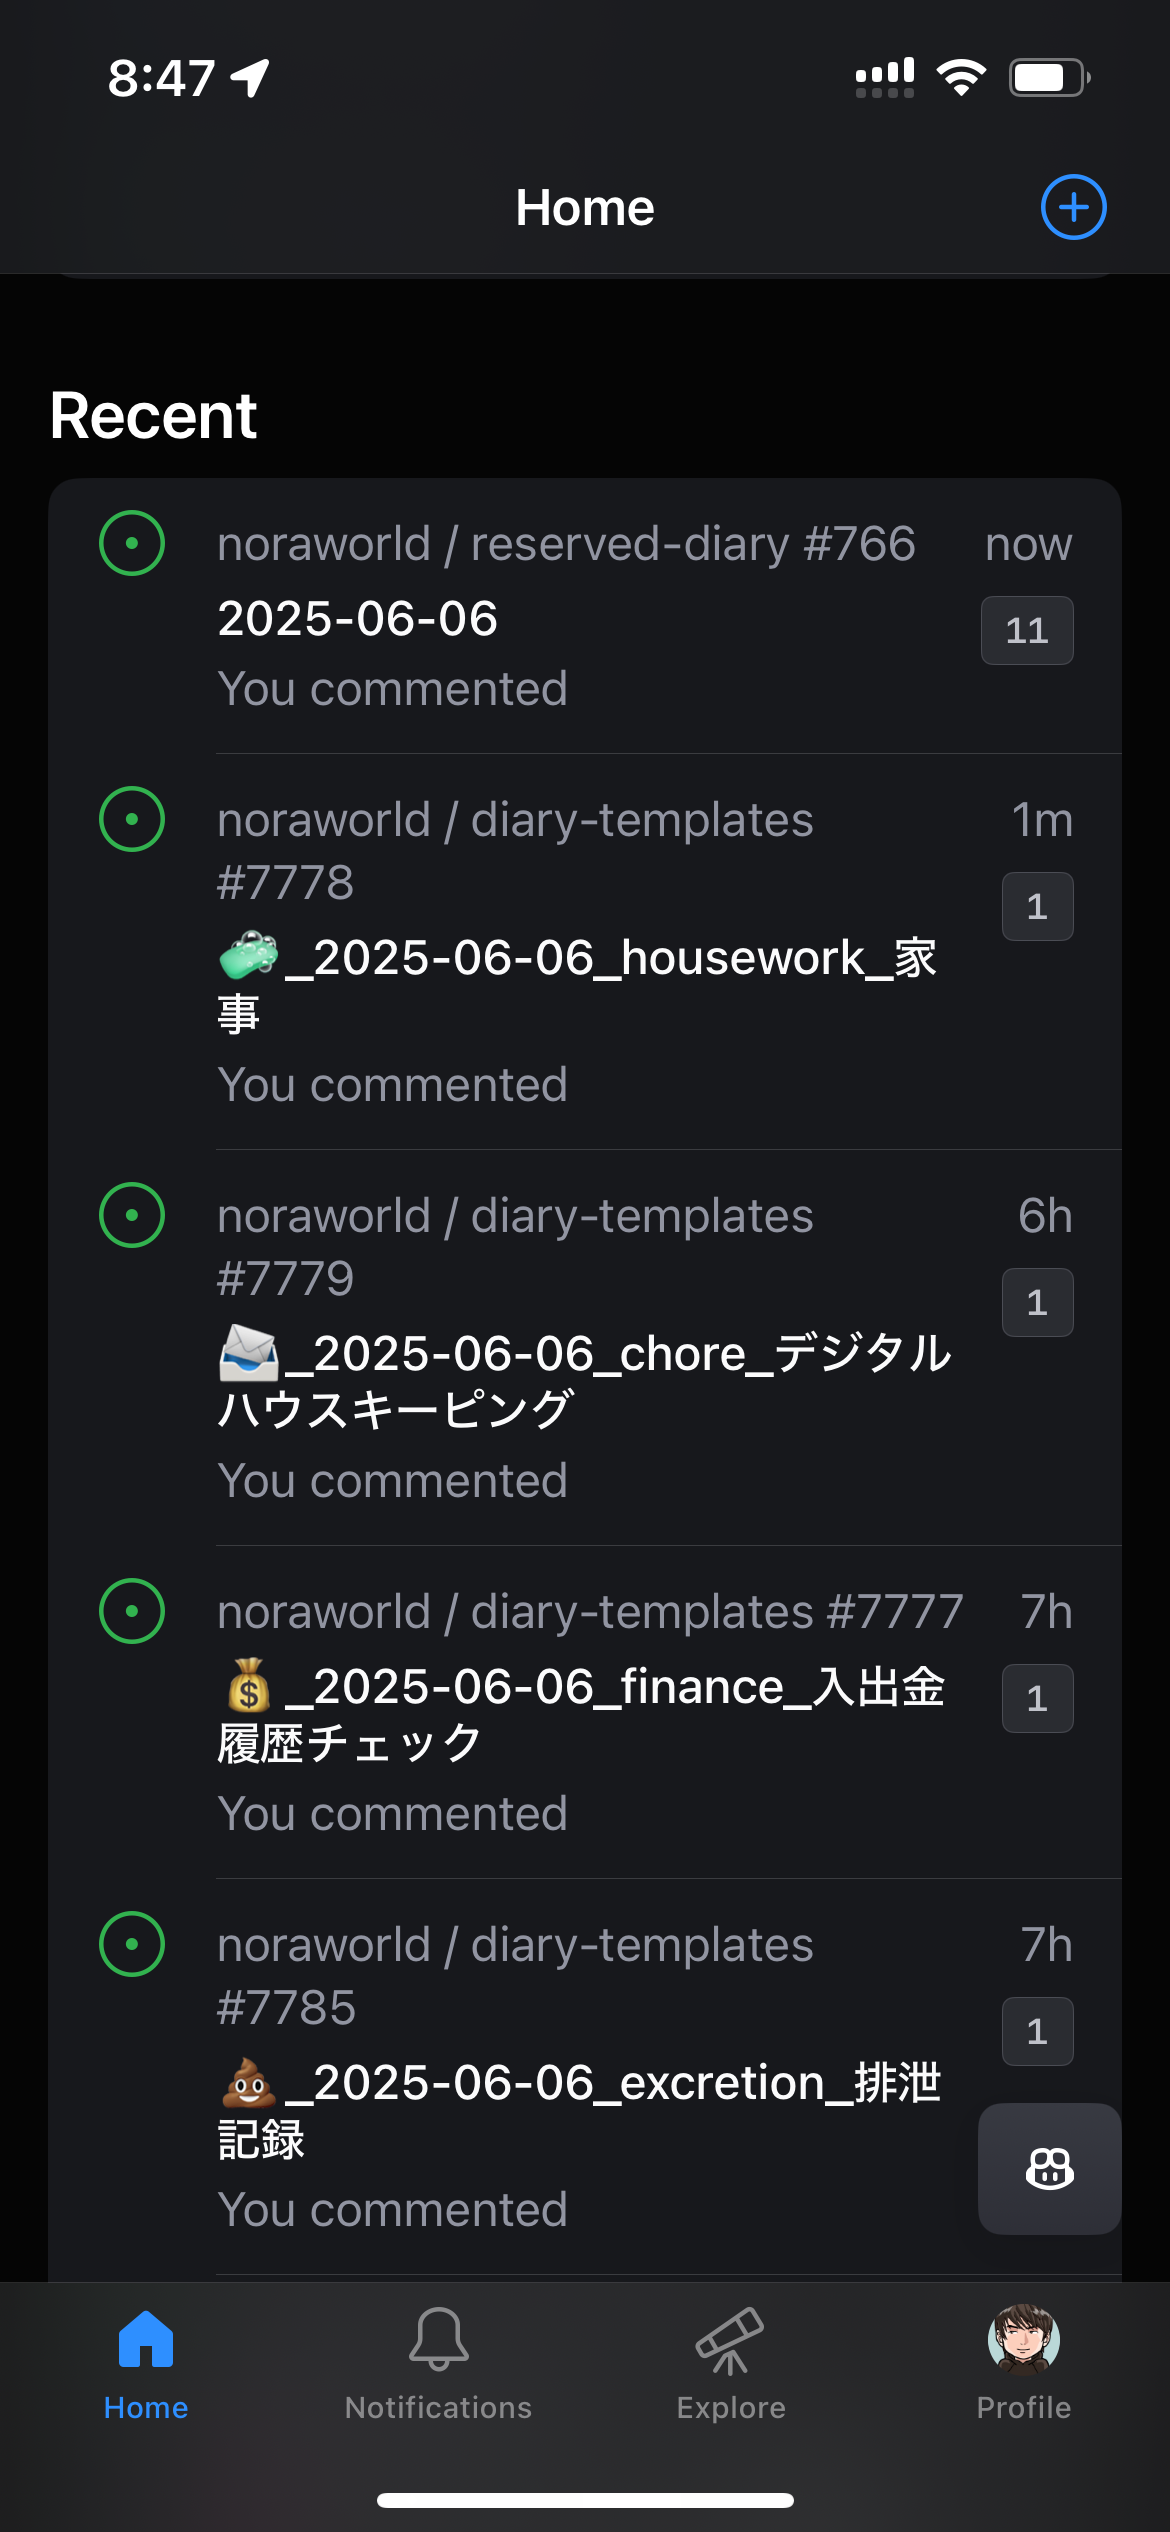 8:47
Home
Recent
noraworld / reserved-diary #766 now
2025-06-06
11
You commented
noraworld / diary-templates 1m
#7778
1
🧼_2025-06-06_housework_家
事
You commented
noraworld / diary-templates 6h
#7779
1
📨_2025-06-06_chore_デジタル
ハウスキーピング
You commented
noraworld / diary-templates #7777 7h
💰_2025-06-06_finance_入出金
1
履歴チェック
You commented
noraworld / diary-templates 7h
#7785
1
💩_2025-06-06_excretion_排泄
記録
You commented
Home Notifications Explore Profile